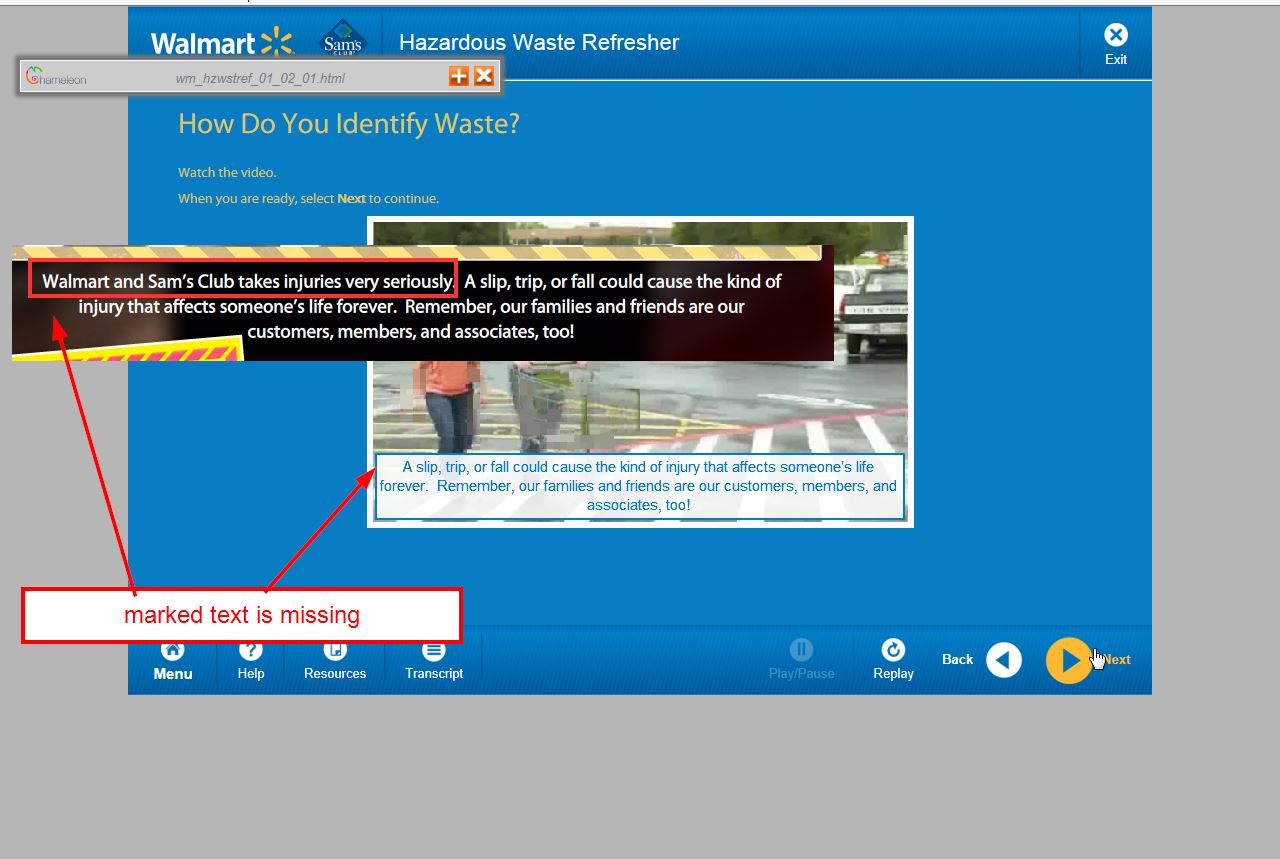 Walmart
Sam's
CLUB
Hazardous Waste Refresher
Exit
Chameleon
wm_hzwstref_01_02_01.html
How Do You Identify Waste?
Watch the video.
When you are ready, select Next to continue.
Walmart and Sam's Club takes injuries very seriously. A slip, trip, or fall could cause the kind of
injury that affects someone's life forever. Remember, our families and friends are our
customers, members, and associates, too!
A slip, trip, or fall could cause the kind of injury that affects someone's life
forever. Remember, our families and friends are our customers, members, and
associates, too!
marked text is missing
Menu
Help
Resources
Transcript
Play/Pause
Replay
Back
Next